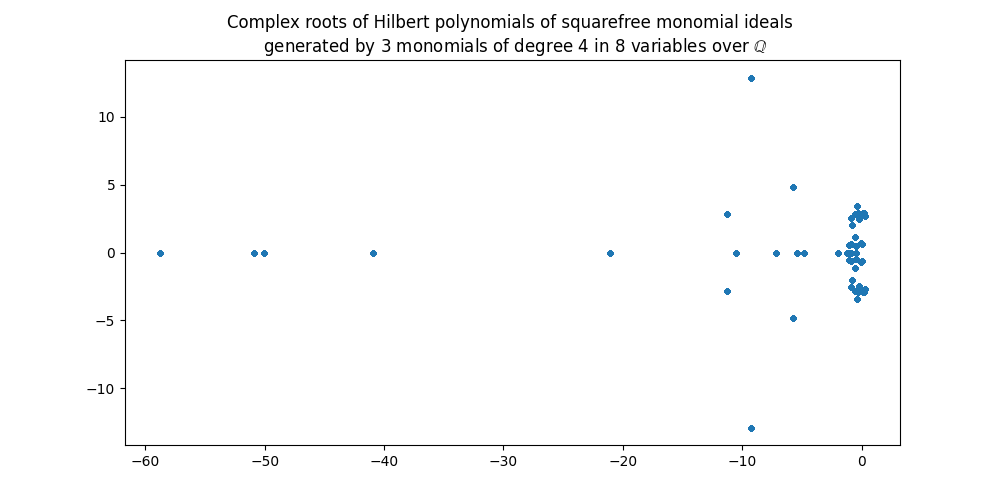 Complex roots of Hilbert polynomials of squarefree monomial ideals
generated by 3 monomials of degree 4 in 8 variables over ℚ
10
5
0
−5
−10
−60 −50 −40 −30 −20 −10 0